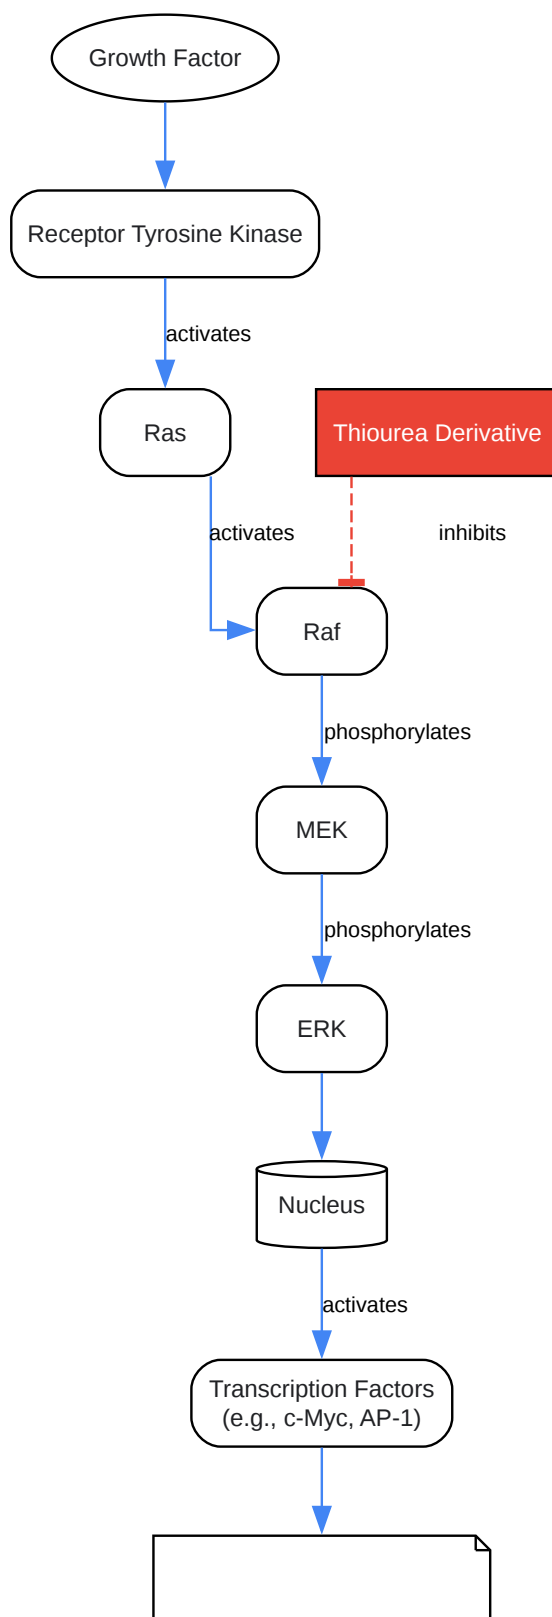 Growth Factor
Receptor Tyrosine Kinase
activates
Ras
Thiourea Derivative
activates
inhibits
Raf
phosphorylates
MEK
phosphorylates
ERK
Nucleus
activates
Transcription Factors
(e.g., c-Myc, AP-1)